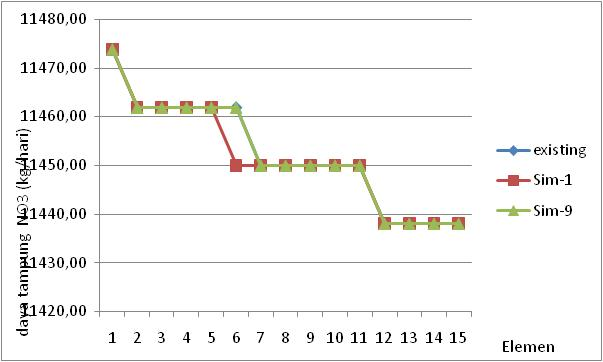 11480,00
11470,00
11460,00
11450,00
11440,00
11430,00
11420,00
daya tampung NO3 (kg/hari)
1 2 3 4 5 6 7 8 9 10 11 12 13 14 15
Elemen
existing
Sim-1
Sim-9